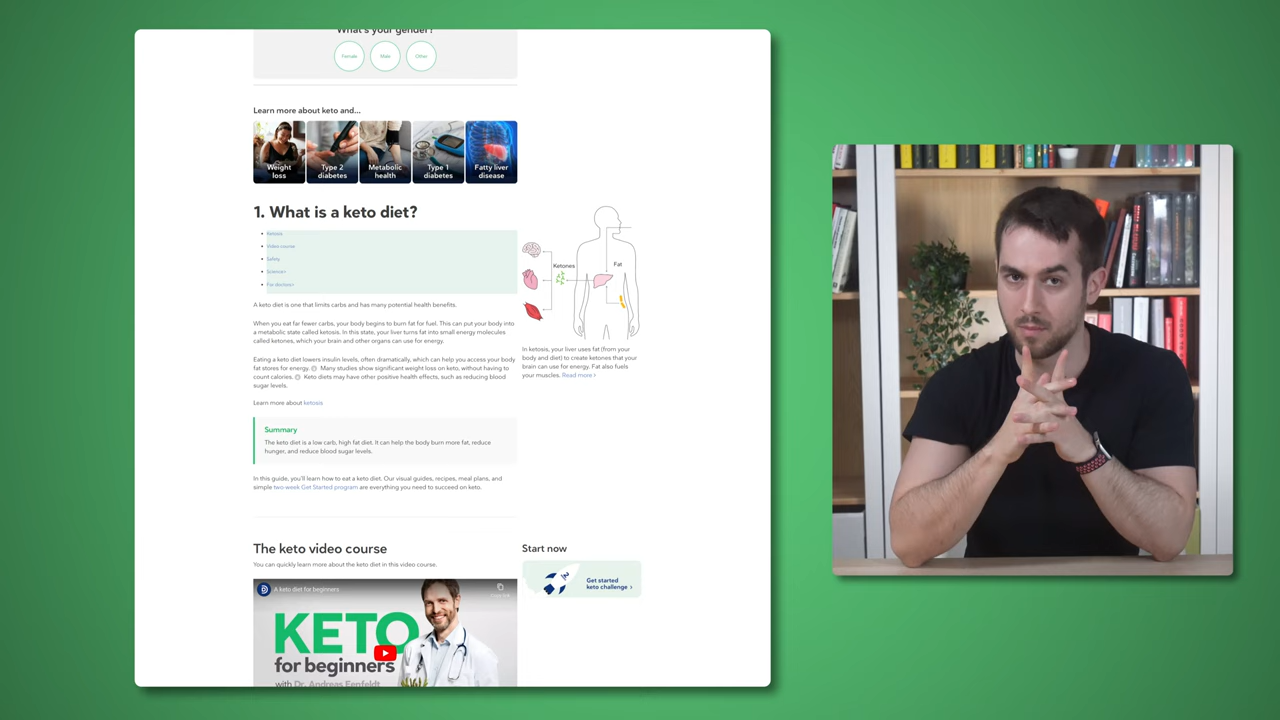 What's your gender?
Female
Male
Other
Learn more about keto and...
Weight
loss
Type 2
diabetes
Metabolic
health
Type 1
diabetes
Fatty liver
disease
1. What is a keto diet?
Ketosis
Video course
Safety
Science>
For doctors>
A keto diet is one that limits carbs and has many potential health benefits.
When you eat far fewer carbs, your body begins to burn fat for fuel. This can put your body into
a metabolic state called ketosis. In this state, your liver turns fat into small energy molecules
called ketones, which your brain and other organs can use for energy.
Eating a keto diet lowers insulin levels, often dramatically, which can help you access your body
fat stores for energy. Many studies show significant weight loss on keto, without having to
count calories. Keto diets may have other positive health effects, such as reducing blood
sugar levels.
Learn more about ketosis
Summary
The keto diet is a low carb, high fat diet. It can help the body burn more fat, reduce
hunger, and reduce blood sugar levels.
In this guide, you'll learn how to eat a keto diet. Our visual guides, recipes, meal plans, and
simple two-week Get Started program are everything you need to succeed on keto.
Ketones
Fat
In ketosis, your liver uses fat (from your
body and diet) to create ketones that your
brain can use for energy. Fat also fuels
your muscles. Read more >
The keto video course
You can quickly learn more about the keto diet in this video course.
A keto diet for beginners
KETO
for beginners
with Dr. Andreas Eenfeldt
Start now
Get started
keto challenge >